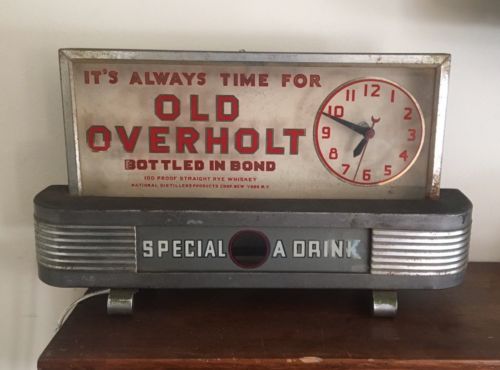 IT'S ALWAYS TIME FOR
OLD
OVERHOLT
BOTTLED IN BOND
100 PROOF STRAIGHT RYE WHISKEY
NATIONAL DISTILLERS PRODUCTS CORP. NEW YORK N.Y.
12
1
2
3
4
5
6
7
8
9
10
11
SPECIAL A DRINK